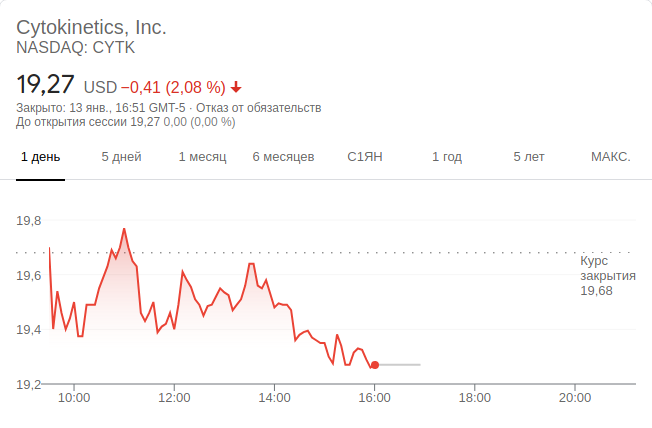 Cytokinetics, Inc.
NASDAQ: CYTK
19,27 USD −0,41 (2,08 %)
Закрыто: 13 янв., 16:51 GMT-5 · Отказ от обязательств
До открытия сессии 19,27 0,00 (0,00 %)
1 день 5 дней 1 месяц 6 месяцев С1ЯН 1 год 5 лет МАКС.
19,8
Курс
закрытия
19,68
19,6
19,4
19,2
10:00 12:00 14:00 16:00 18:00 20:00